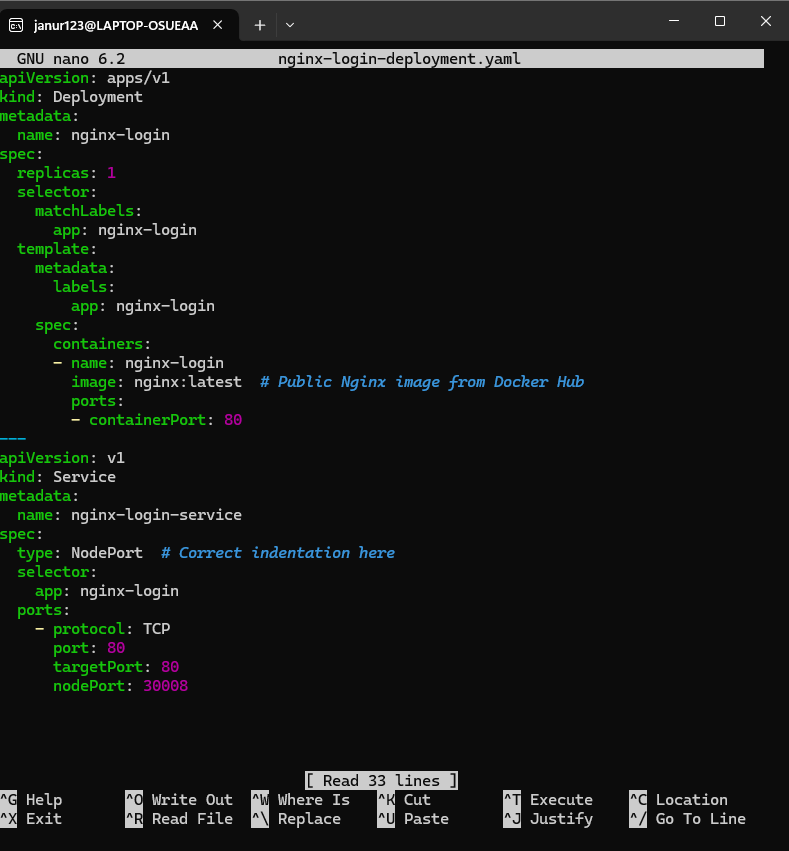 janur123@LAPTOP-OSUEAA
GNU nano 6.2 nginx-login-deployment.yaml
apiVersion: apps/v1
kind: Deployment
metadata:
  name: nginx-login
spec:
  replicas: 1
  selector:
    matchLabels:
      app: nginx-login
  template:
    metadata:
      labels:
        app: nginx-login
    spec:
      containers:
      - name: nginx-login
        image: nginx:latest  # Public Nginx image from Docker Hub
        ports:
        - containerPort: 80
---
apiVersion: v1
kind: Service
metadata:
  name: nginx-login-service
spec:
  type: NodePort  # Correct indentation here
  selector:
    app: nginx-login
  ports:
    - protocol: TCP
      port: 80
      targetPort: 80
      nodePort: 30008
[ Read 33 lines ]
^G Help ^O Write Out ^W Where Is ^K Cut ^T Execute ^C Location
^X Exit ^R Read File ^\ Replace ^U Paste ^J Justify ^/ Go To Line